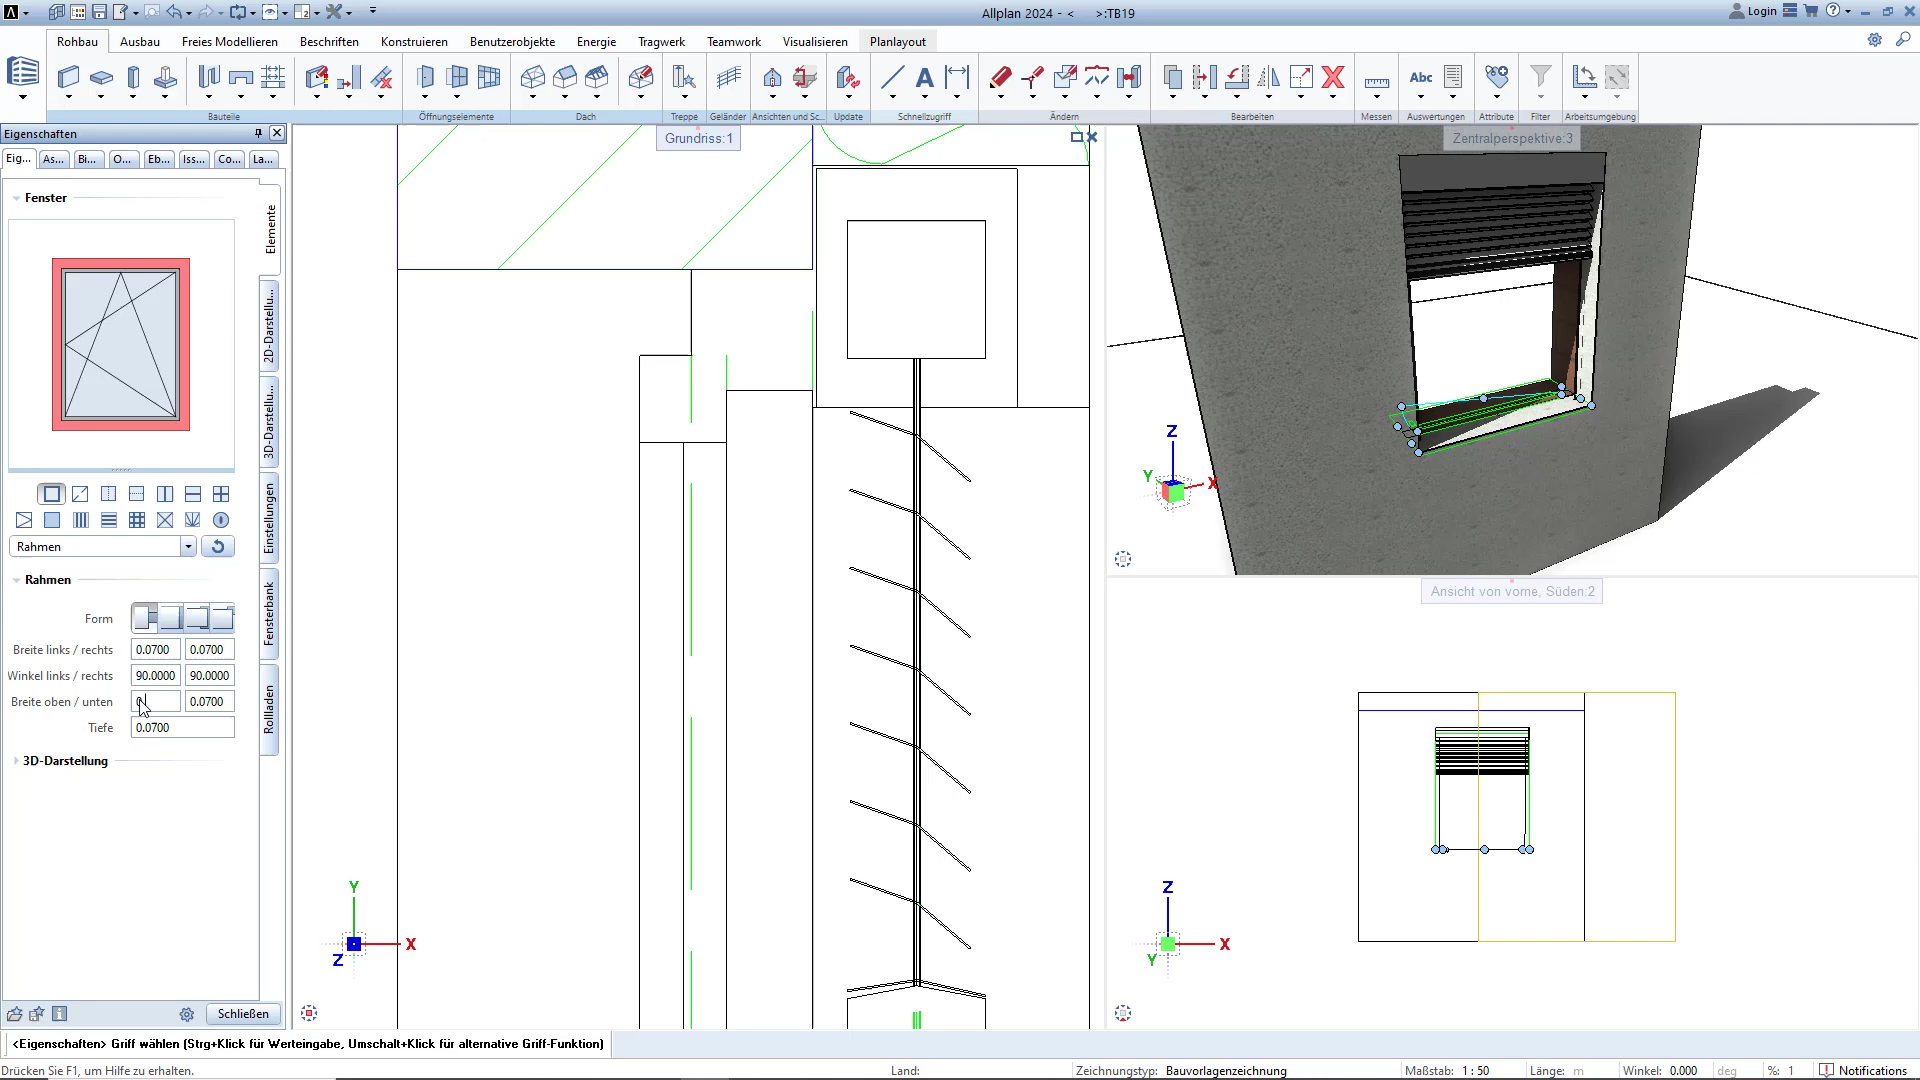 Allplan 2024 - < >:TB19
Login
Rohbau Ausbau Freies Modellieren Beschriften Konstruieren Benutzerobjekte Energie Tragwerk Teamwork Visualisieren Planlayout
Abc
Bauteile Öffnungselemente Dach Treppe Geländer Ansichten und Sc... Update Schnellzugriff Ändern Bearbeiten Messen Auswertungen Attribute Filter Arbeitsumgebung
Eigenschaften
Eig... As... Bi... O... Eb... Iss... Co... La...
Grundriss:1
Zentralperspektive:3
Fenster
Elemente
2D-Darstellu...
3D-Darstellu...
Einstellungen
Fensterbank
Rollladen
Rahmen
Rahmen
Form
Breite links / rechts 0.0700 0.0700
Winkel links / rechts 90.0000 90.0000
Breite oben / unten 0 0.0700
Tiefe 0.0700
3D-Darstellung
Z
Y
X
Ansicht von vorne, Süden:2
Y
X
Z
Z
X
Y
Schließen
<Eigenschaften> Griff wählen (Strg+Klick für Werteingabe, Umschalt+Klick für alternative Griff-Funktion)
Drücken Sie F1, um Hilfe zu erhalten. Land: Zeichnungstyp: Bauvorlagenzeichnung Maßstab: 1 : 50 Länge: m Winkel: 0.000 deg %: 1 Notifications